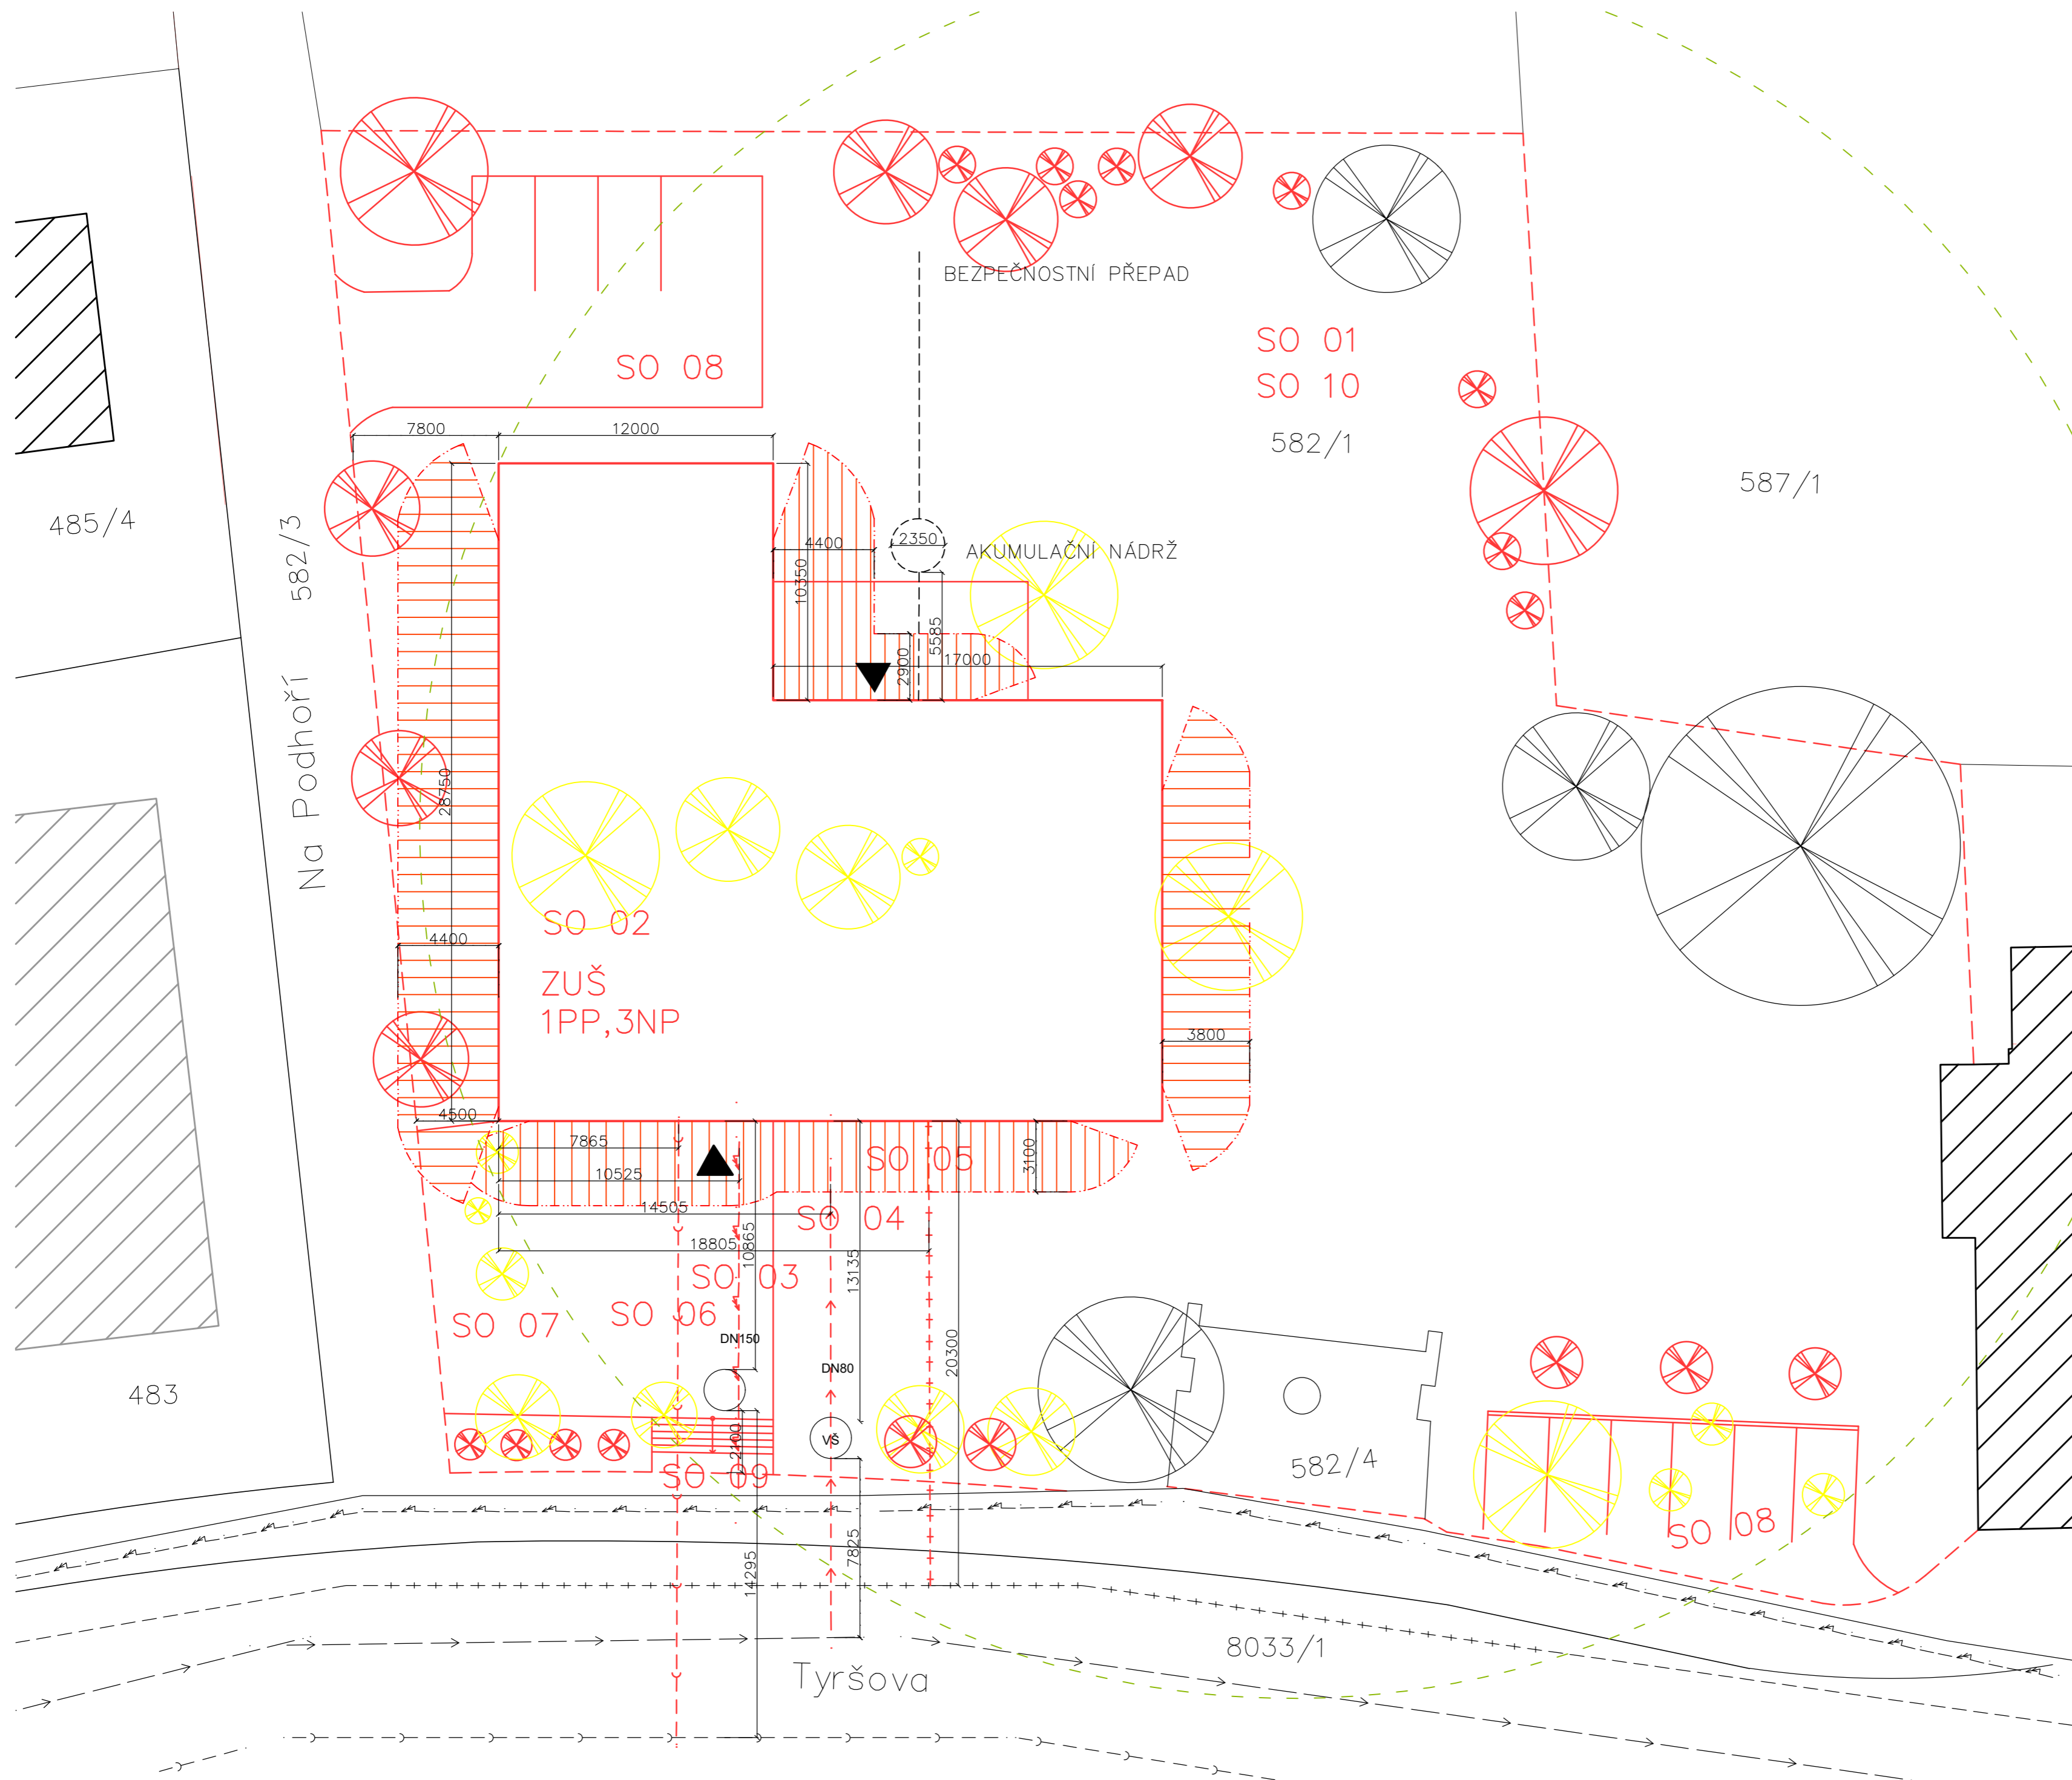 BEZPEČNOSTNÍ PŘEPAD
SO 01
SO 08
SO 10
7800
12000
582/1
587/1
485/4
582/3
4400
2350
AKUMULAČNÍ NÁDRŽ
10350
5585
2900
17000
Na Podhoří
28750
SO 02
4400
ZUŠ
1PP,3NP
3800
4500
7865
SO 05
3100
10525
14505
SO 04
18805
10865
13135
SO 03
SO 06
SO 07
DN150
20300
DN80
483
VŠ
2100
582/4
SO 09
SO 08
14295
7825
8033/1
Tyršova